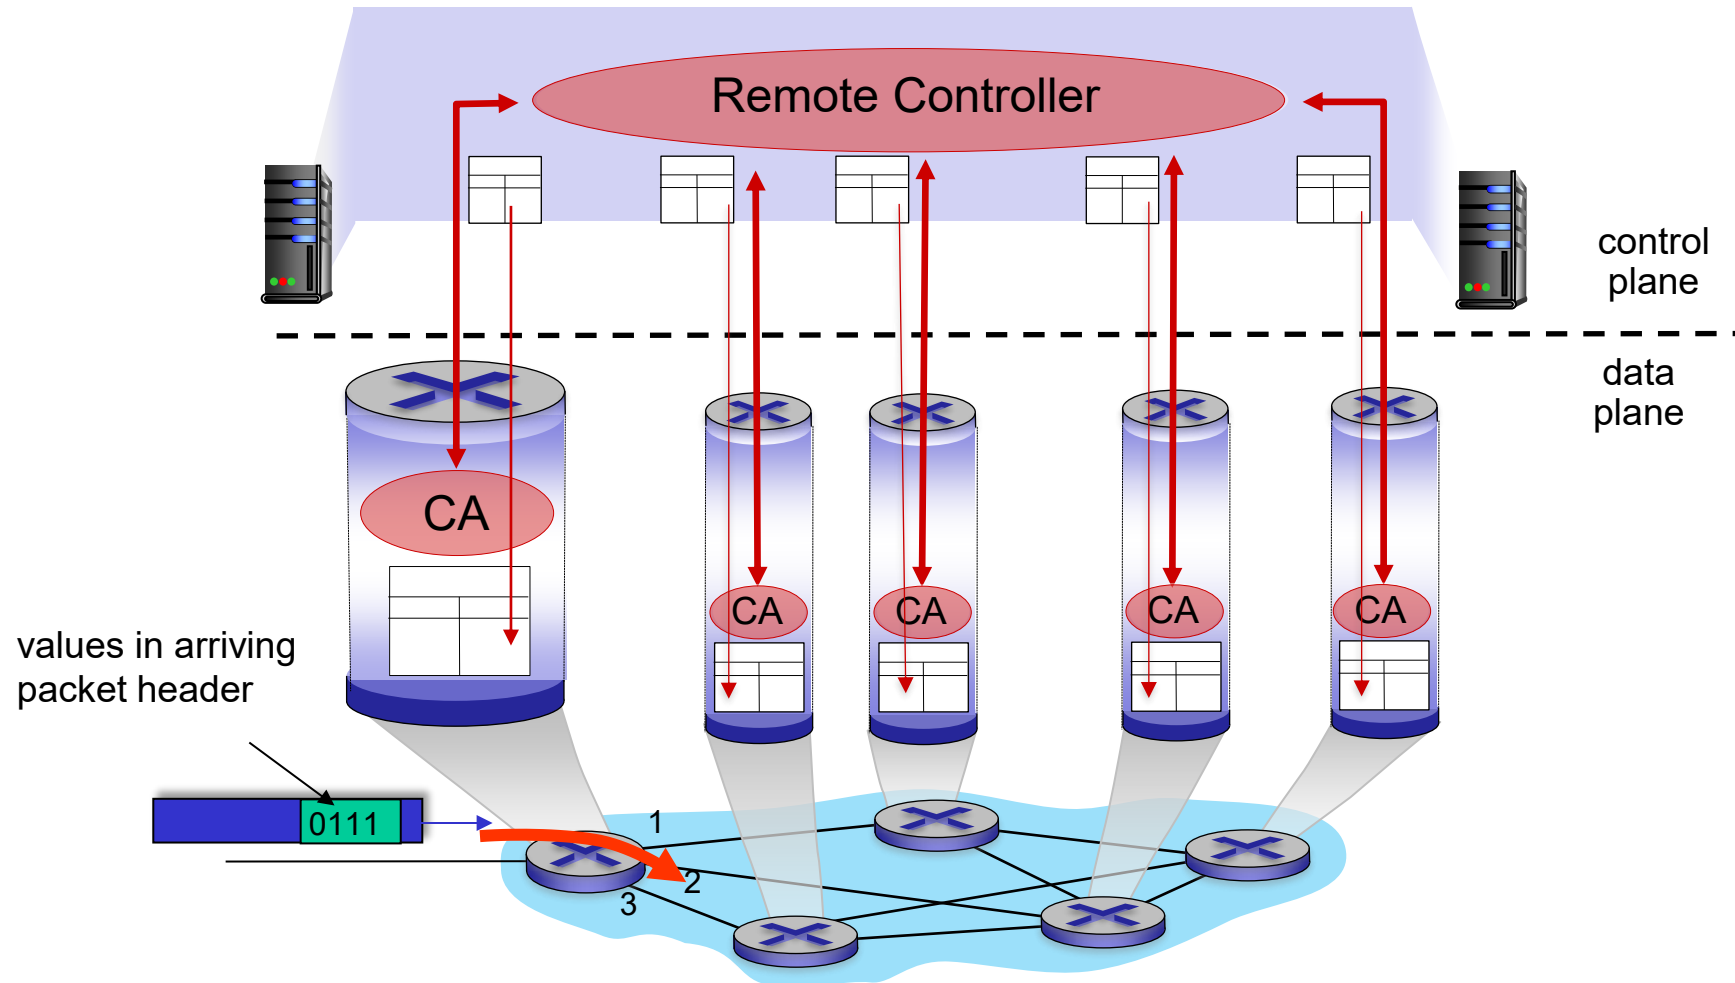 Remote Controller
control
plane
data
plane
CA
CA
CA
CA
CA
values in arriving
packet header
0111
1
2
3